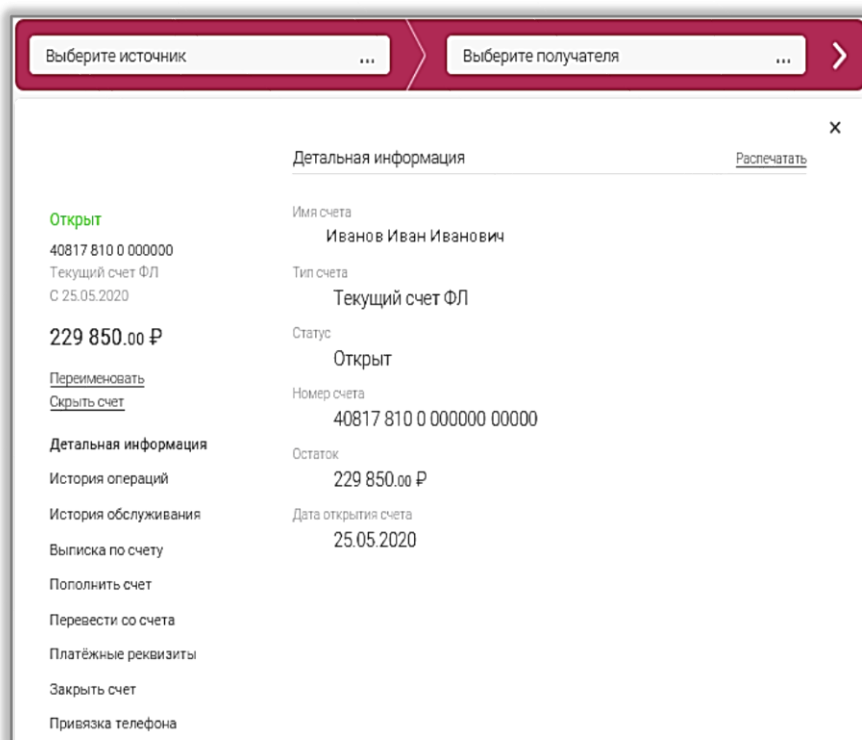 Выберите источник ...
Выберите получателя ...
Детальная информация
Распечатать
Открыт
40817 810 0 000000
Текущий счет ФЛ
С 25.05.2020
229 850.00 ₽
Переименовать
Скрыть счет
Детальная информация
История операций
История обслуживания
Выписка по счету
Пополнить счет
Перевести со счета
Платёжные реквизиты
Закрыть счет
Привязка телефона
Имя счета
Иванов Иван Иванович
Тип счета
Текущий счет ФЛ
Статус
Открыт
Номер счета
40817 810 0 000000 00000
Остаток
229 850.00 ₽
Дата открытия счета
25.05.2020